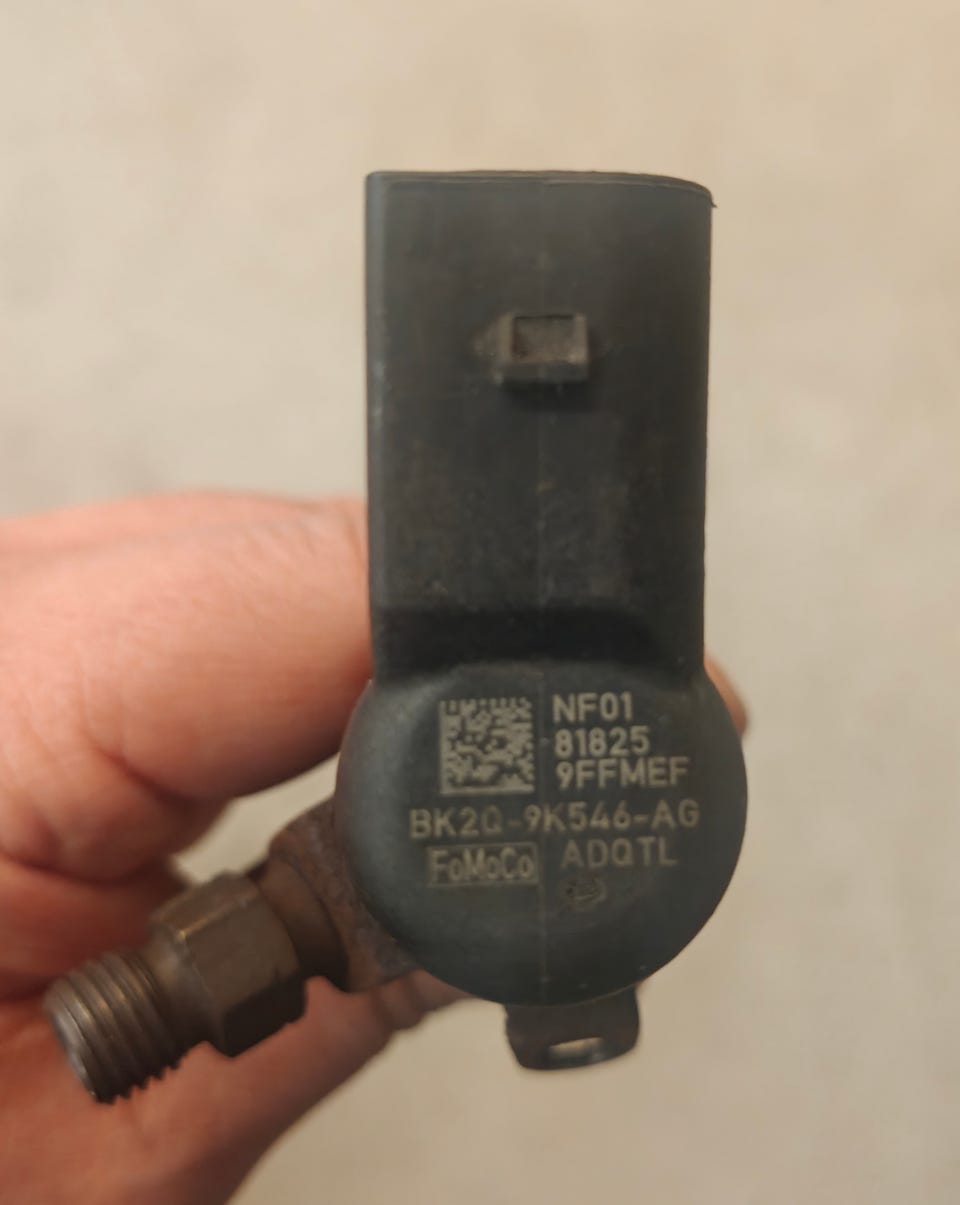 NF01
81825
9FFMEF
BK2Q-9K546-AG
FoMoCo ADQTL